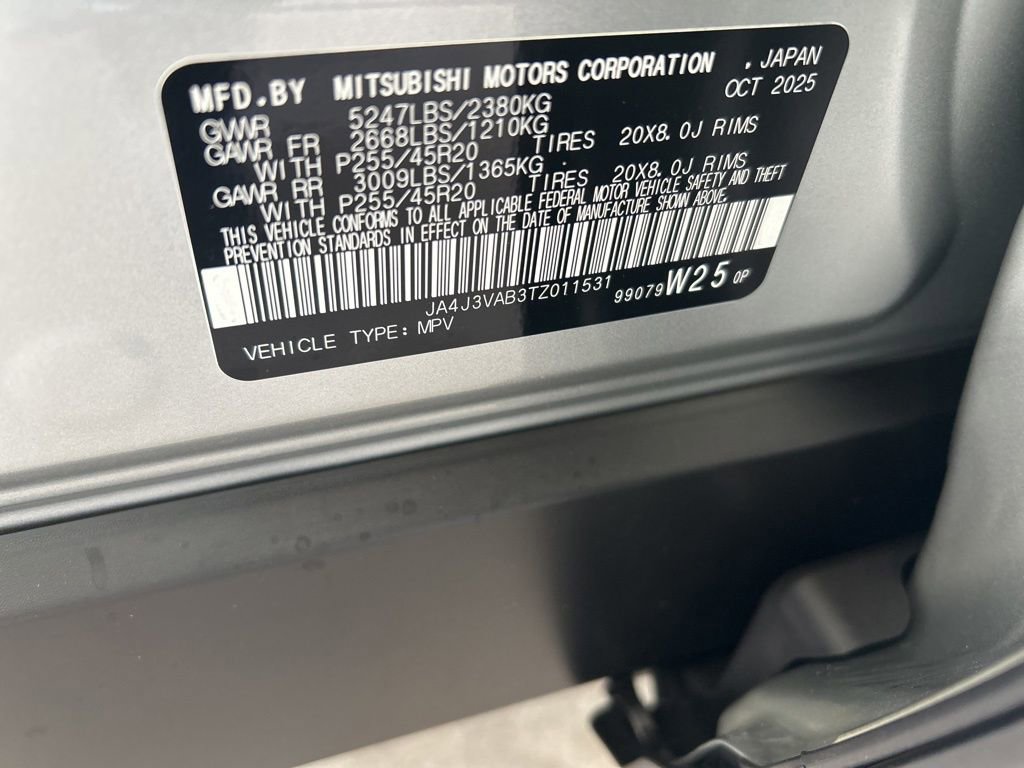 MFD.BY MITSUBISHI MOTORS CORPORATION . JAPAN
OCT 2025
GVWR 5247LBS/2380KG
GAWR FR 2668LBS/1210KG
WITH P255/45R20 TIRES 20X8.0J RIMS
GAWR RR 3009LBS/1365KG
WITH P255/45R20 TIRES 20X8.0J RIMS
THIS VEHICLE CONFORMS TO ALL APPLICABLE FEDERAL MOTOR VEHICLE SAFETY AND THEFT
PREVENTION STANDARDS IN EFFECT ON THE DATE OF MANUFACTURE SHOWN ABOVE.
JA4J3VAB3TZ011531 99079 W25 OP
VEHICLE TYPE: MPV